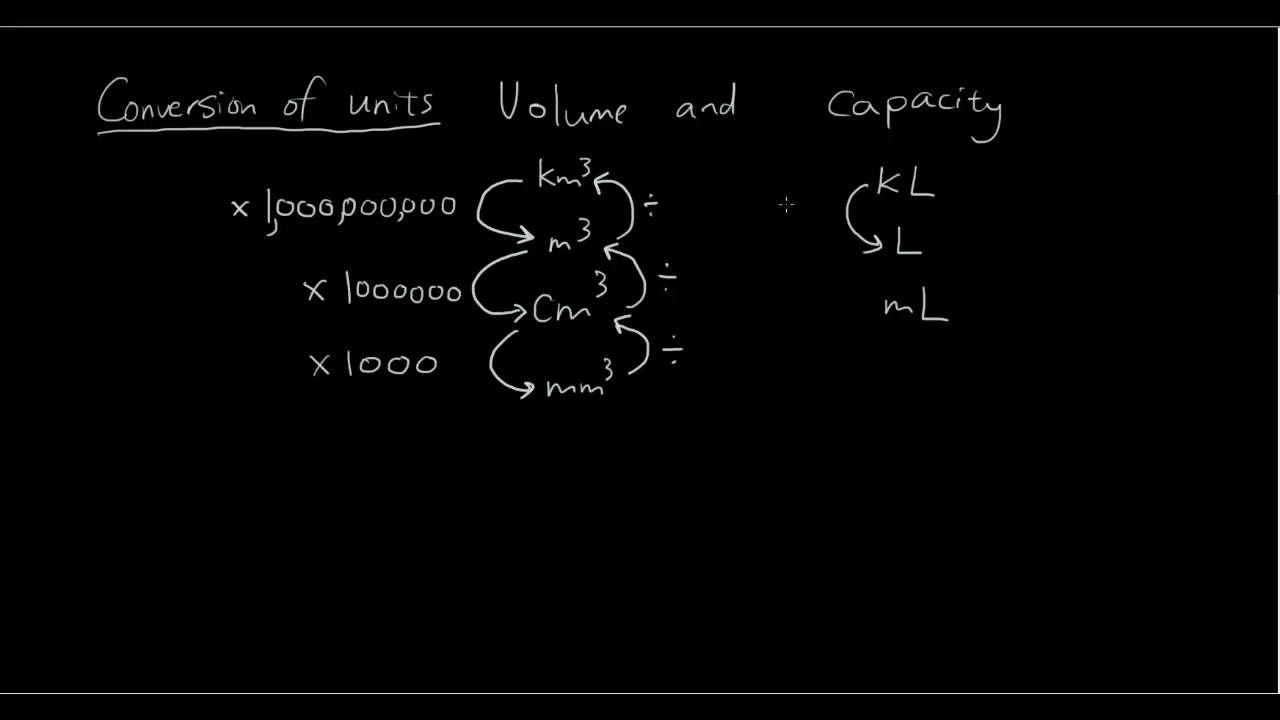 Conversion of units Volume and Capacity
km³ kL
x 1,000,000,000 ÷
m³ L
x 1000000 ÷
cm³ mL
x 1000 ÷
mm³